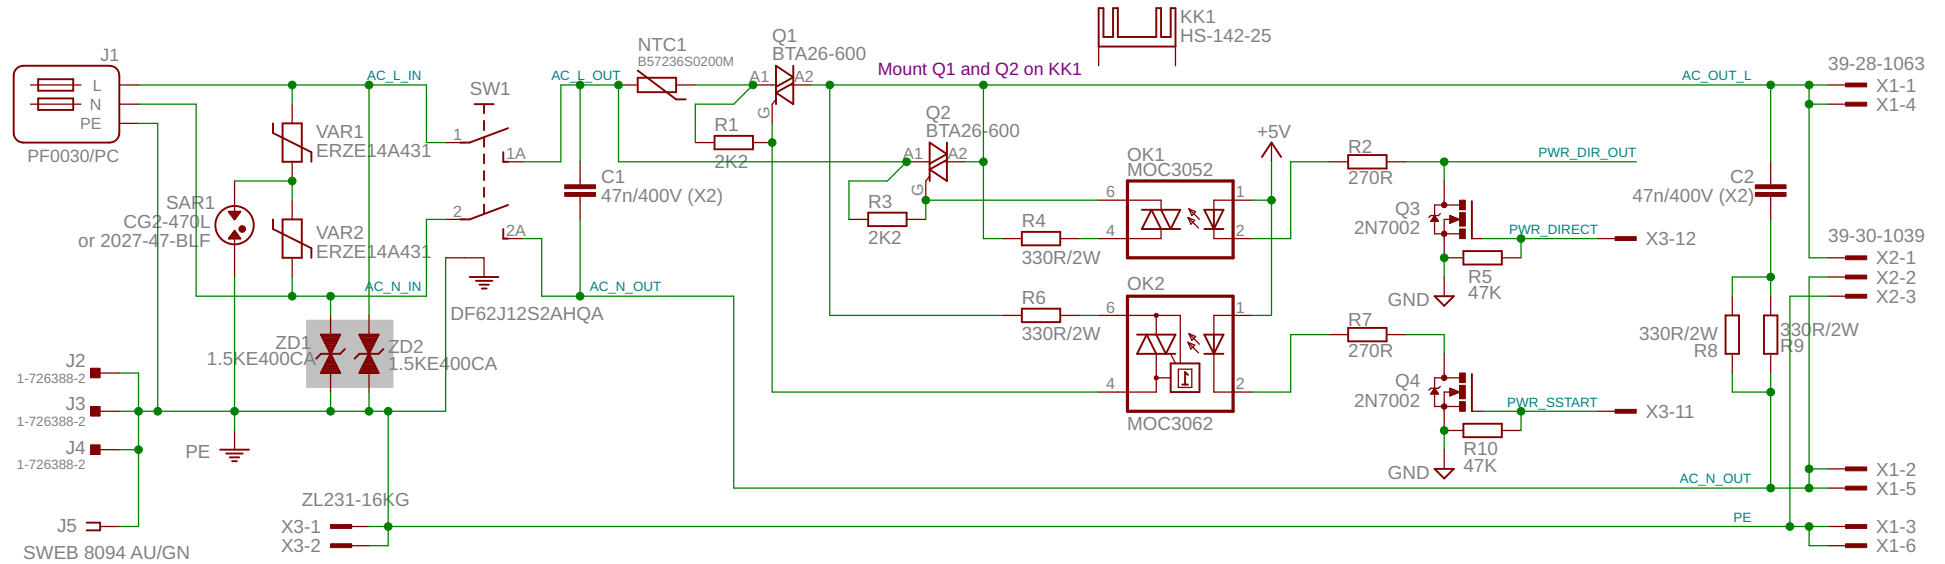 J1
L
N
PE
PF0030/PC
AC_L_IN
VAR1
ERZE14A431
SAR1
CG2-470L
or 2027-47-BLF
VAR2
ERZE14A431
AC_N_IN
ZD1
1.5KE400CA
ZD2
1.5KE400CA
J2
1-726388-2
J3
1-726388-2
J4
1-726388-2
PE
J5
SWEB 8094 AU/GN
ZL231-16KG
X3-1
X3-2
SW1
1
1A
2
2A
DF62J12S2AHQA
AC_L_OUT
C1
47n/400V (X2)
AC_N_OUT
NTC1
B57236S0200M
Q1
BTA26-600
A1
A2
G
R1
2K2
Mount Q1 and Q2 on KK1
KK1
HS-142-25
Q2
BTA26-600
A1
A2
G
R3
2K2
R4
330R/2W
R6
330R/2W
OK1
MOC3052
6
4
1
2
+5V
OK2
6
4
1
2
MOC3062
R2
270R
PWR_DIR_OUT
Q3
2N7002
PWR_DIRECT
X3-12
R5
47K
GND
R7
270R
Q4
2N7002
PWR_SSTART
X3-11
R10
47K
GND
AC_OUT_L
C2
47n/400V (X2)
330R/2W
R8
330R/2W
R9
AC_N_OUT
PE
39-28-1063
X1-1
X1-4
39-30-1039
X2-1
X2-2
X2-3
X1-2
X1-5
X1-3
X1-6